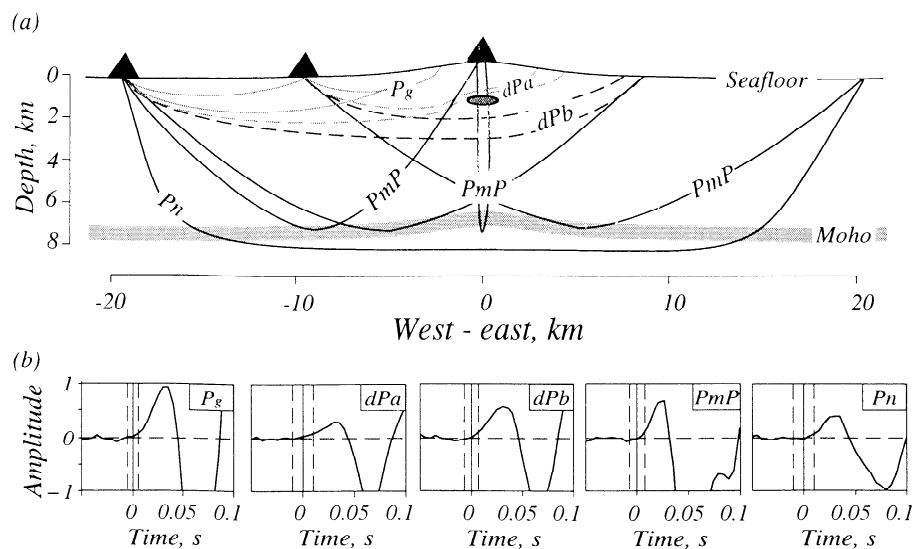 (a)
0
2
4
6
8
Depth, km
Pg
dPa
dPb
Seafloor
Pn
PmP
PmP
PmP
Moho
-20 -10 0 10 20
West - east, km
(b)
Amplitude
1
0
-1
Pg
dPa
dPb
PmP
Pn
0 0.05 0.1
0 0.05 0.1
0 0.05 0.1
0 0.05 0.1
0 0.05 0.1
Time, s
Time, s
Time, s
Time, s
Time, s